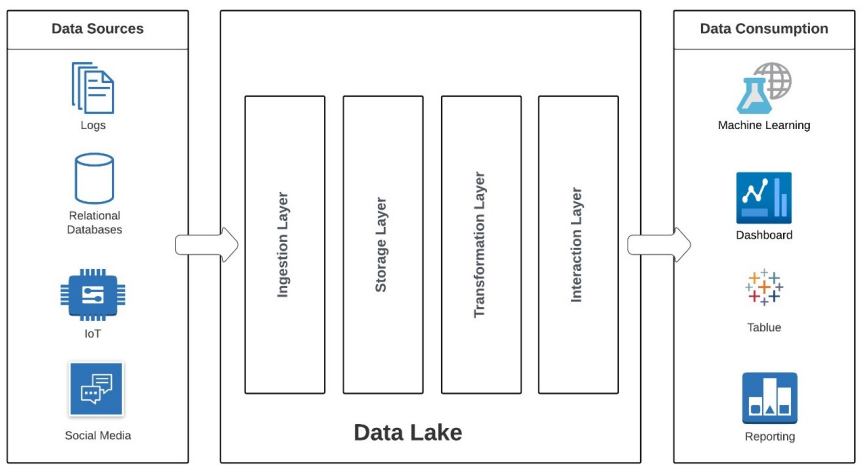 Data Sources
Logs
Relational
Databases
IoT
Social Media
Ingestion Layer
Storage Layer
Transformation Layer
Interaction Layer
Data Lake
Data Consumption
Machine Learning
Dashboard
Tablue
Reporting